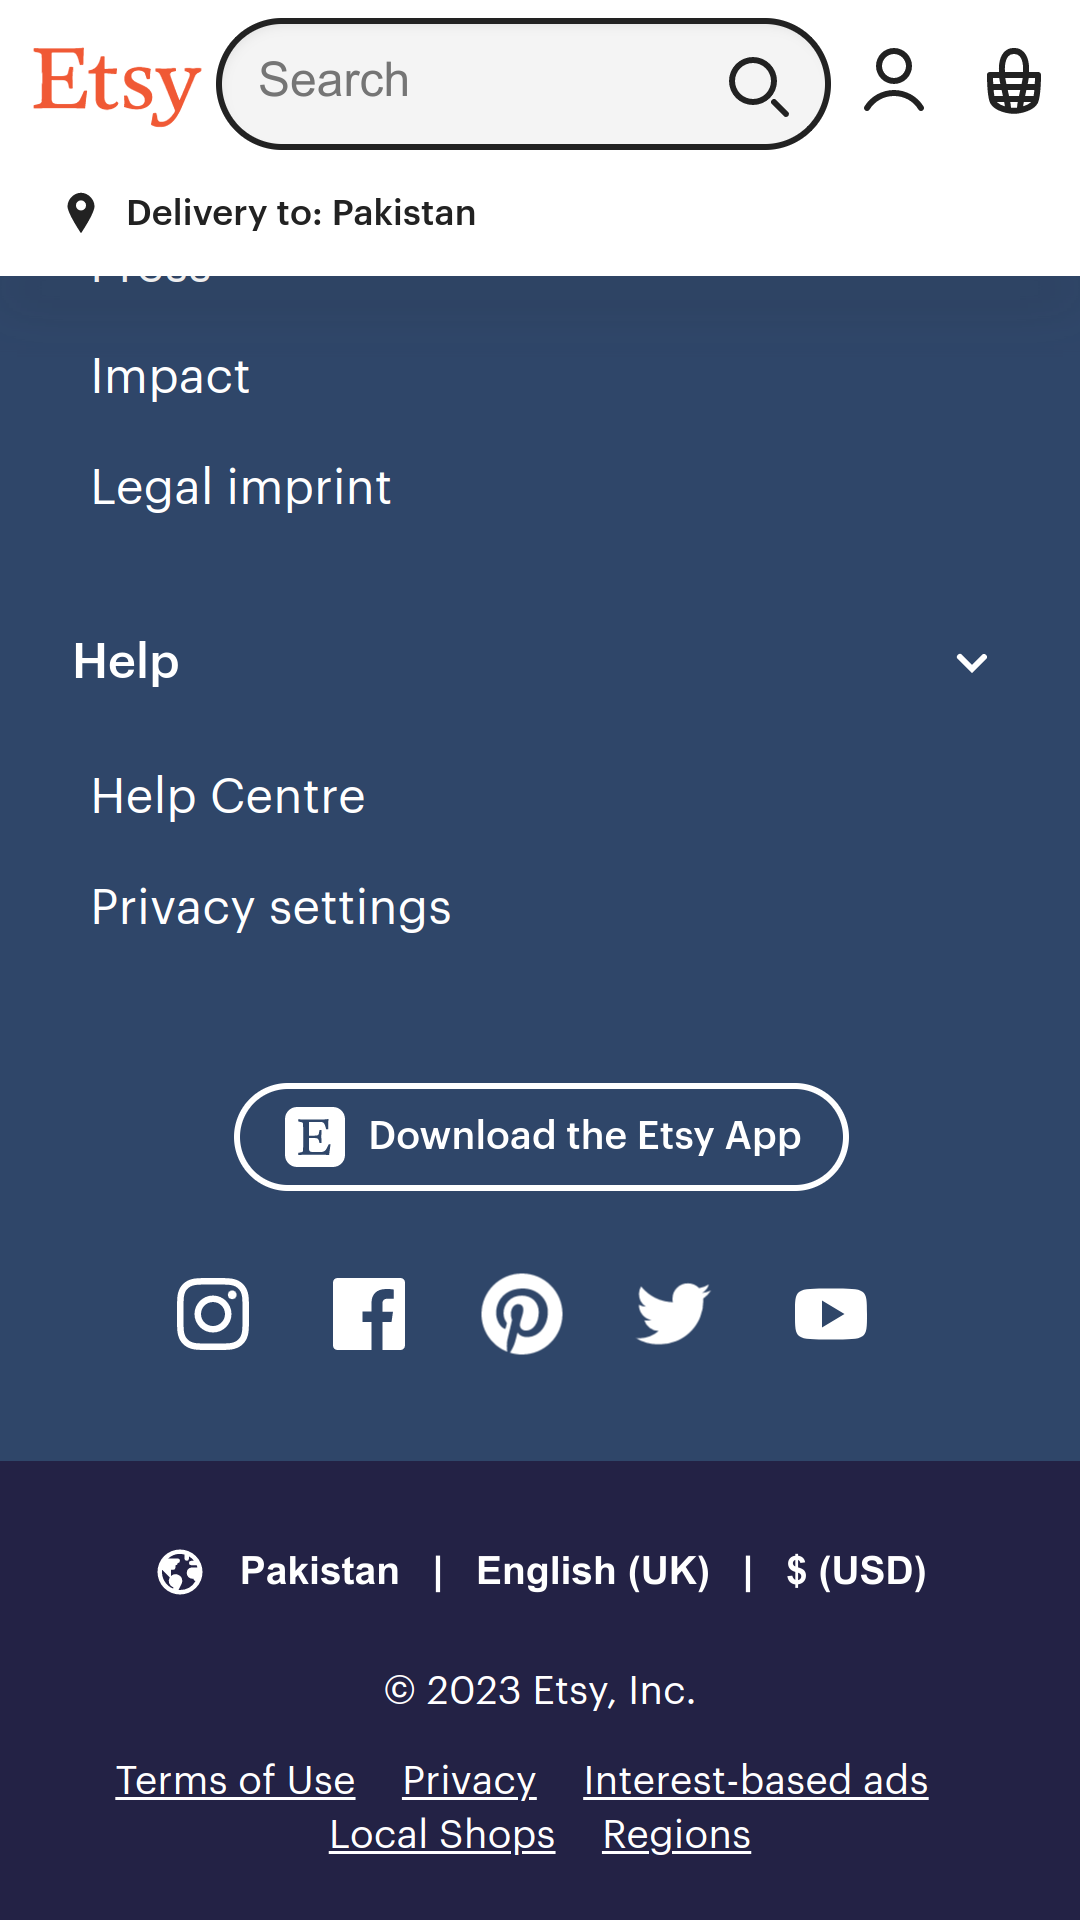 Etsy
Search
Delivery to: Pakistan
Press
Impact
Legal imprint
Help
Help Centre
Privacy settings
E Download the Etsy App
Pakistan | English (UK) | $ (USD)
© 2023 Etsy, Inc.
Terms of Use Privacy Interest-based ads
Local Shops Regions